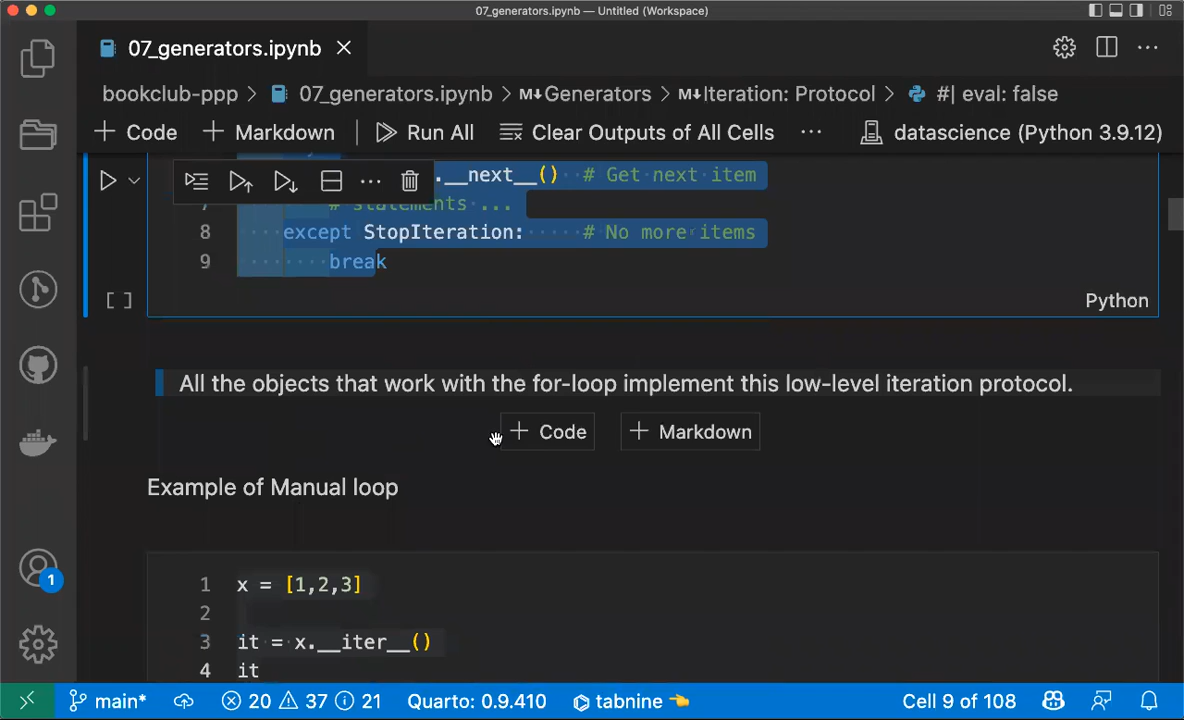 07_generators.ipynb — Untitled (Workspace)
07_generators.ipynb
bookclub-ppp > 07_generators.ipynb > M↓Generators > M↓Iteration: Protocol > #| eval: false
+ Code + Markdown Run All Clear Outputs of All Cells ... datascience (Python 3.9.12)
.__next__() # Get next item
7 # statements ...
8 except StopIteration: # No more items
9 break
[ ] Python
All the objects that work with the for-loop implement this low-level iteration protocol.
+ Code + Markdown
Example of Manual loop
1 x = [1,2,3]
2
3 it = x.__iter__()
4 it
1
main* 20 37 21 Quarto: 0.9.410 tabnine Cell 9 of 108